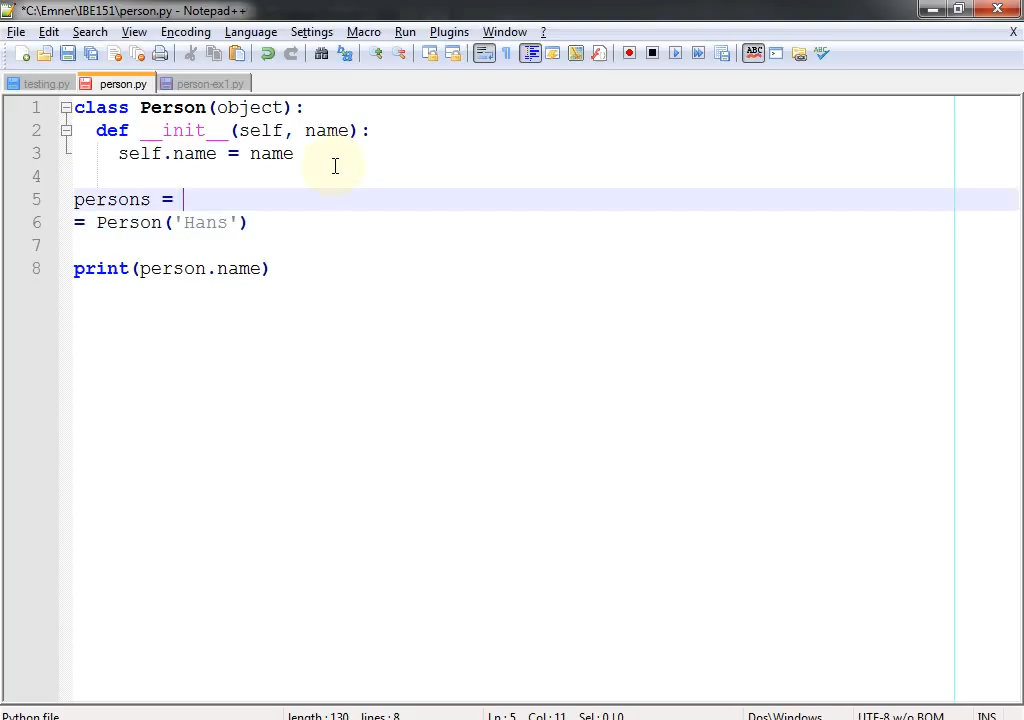 *C:\Emner\IBE151\person.py - Notepad++
File Edit Search View Encoding Language Settings Macro Run Plugins Window ? X
testing.py person.py person-ex1.py
1 class Person(object):
2 def __init__(self, name):
3 self.name = name
4
5 persons =
6 = Person('Hans')
7
8 print(person.name)
Python file length : 130 lines : 8 Ln : 5 Col : 11 Sel : 0 | 0 Dos\Windows UTF-8 w/o BOM INS